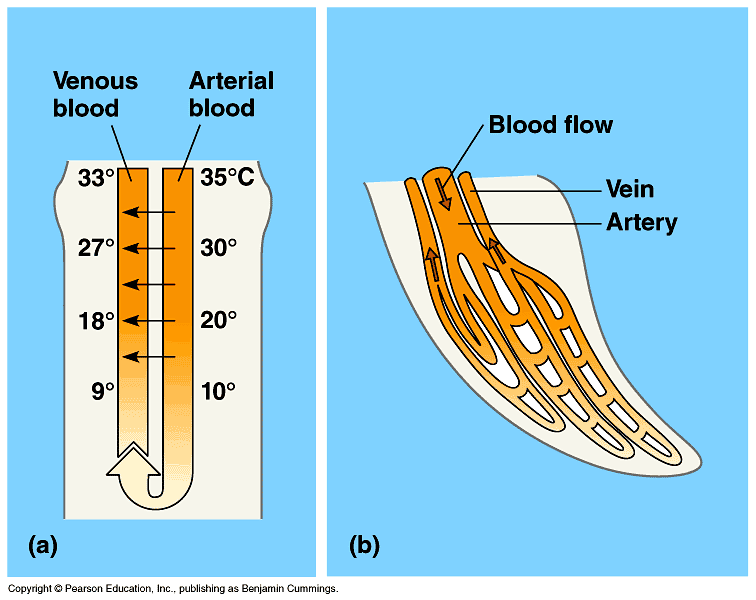 Venous
blood
Arterial
blood
33° 35°C
27° 30°
18° 20°
9° 10°
(a)
Blood flow
Vein
Artery
(b)
Copyright © Pearson Education, Inc., publishing as Benjamin Cummings.